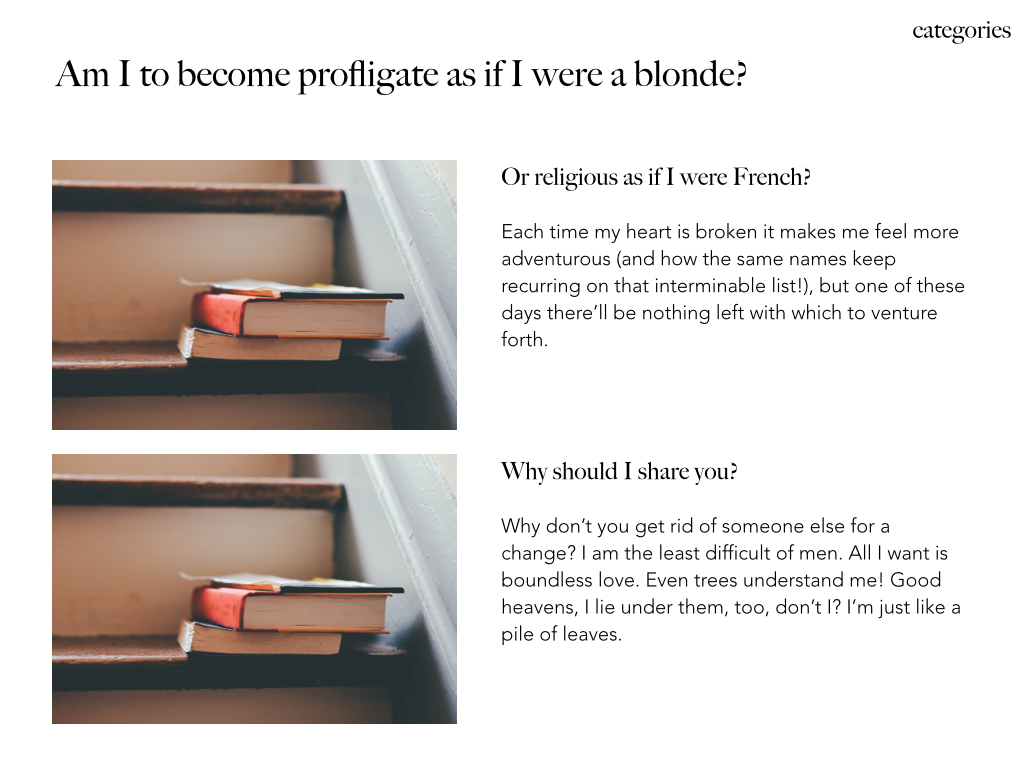 categories
Am I to become profligate as if I were a blonde?
Or religious as if I were French?
Each time my heart is broken it makes me feel more
adventurous (and how the same names keep
recurring on that interminable list!), but one of these
days there’ll be nothing left with which to venture
forth.
Why should I share you?
Why don’t you get rid of someone else for a
change? I am the least difficult of men. All I want is
boundless love. Even trees understand me! Good
heavens, I lie under them, too, don’t I? I’m just like a
pile of leaves.